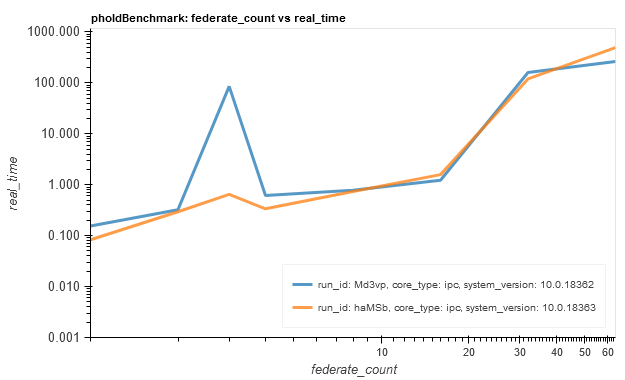 pholdBenchmark: federate_count vs real_time
1000.000
100.000
10.000
1.000
0.100
0.010
0.001
real_time
run_id: Md3vp, core_type: ipc, system_version: 10.0.18362
run_id: haMSb, core_type: ipc, system_version: 10.0.18363
10 20 30 40 50 60
federate_count